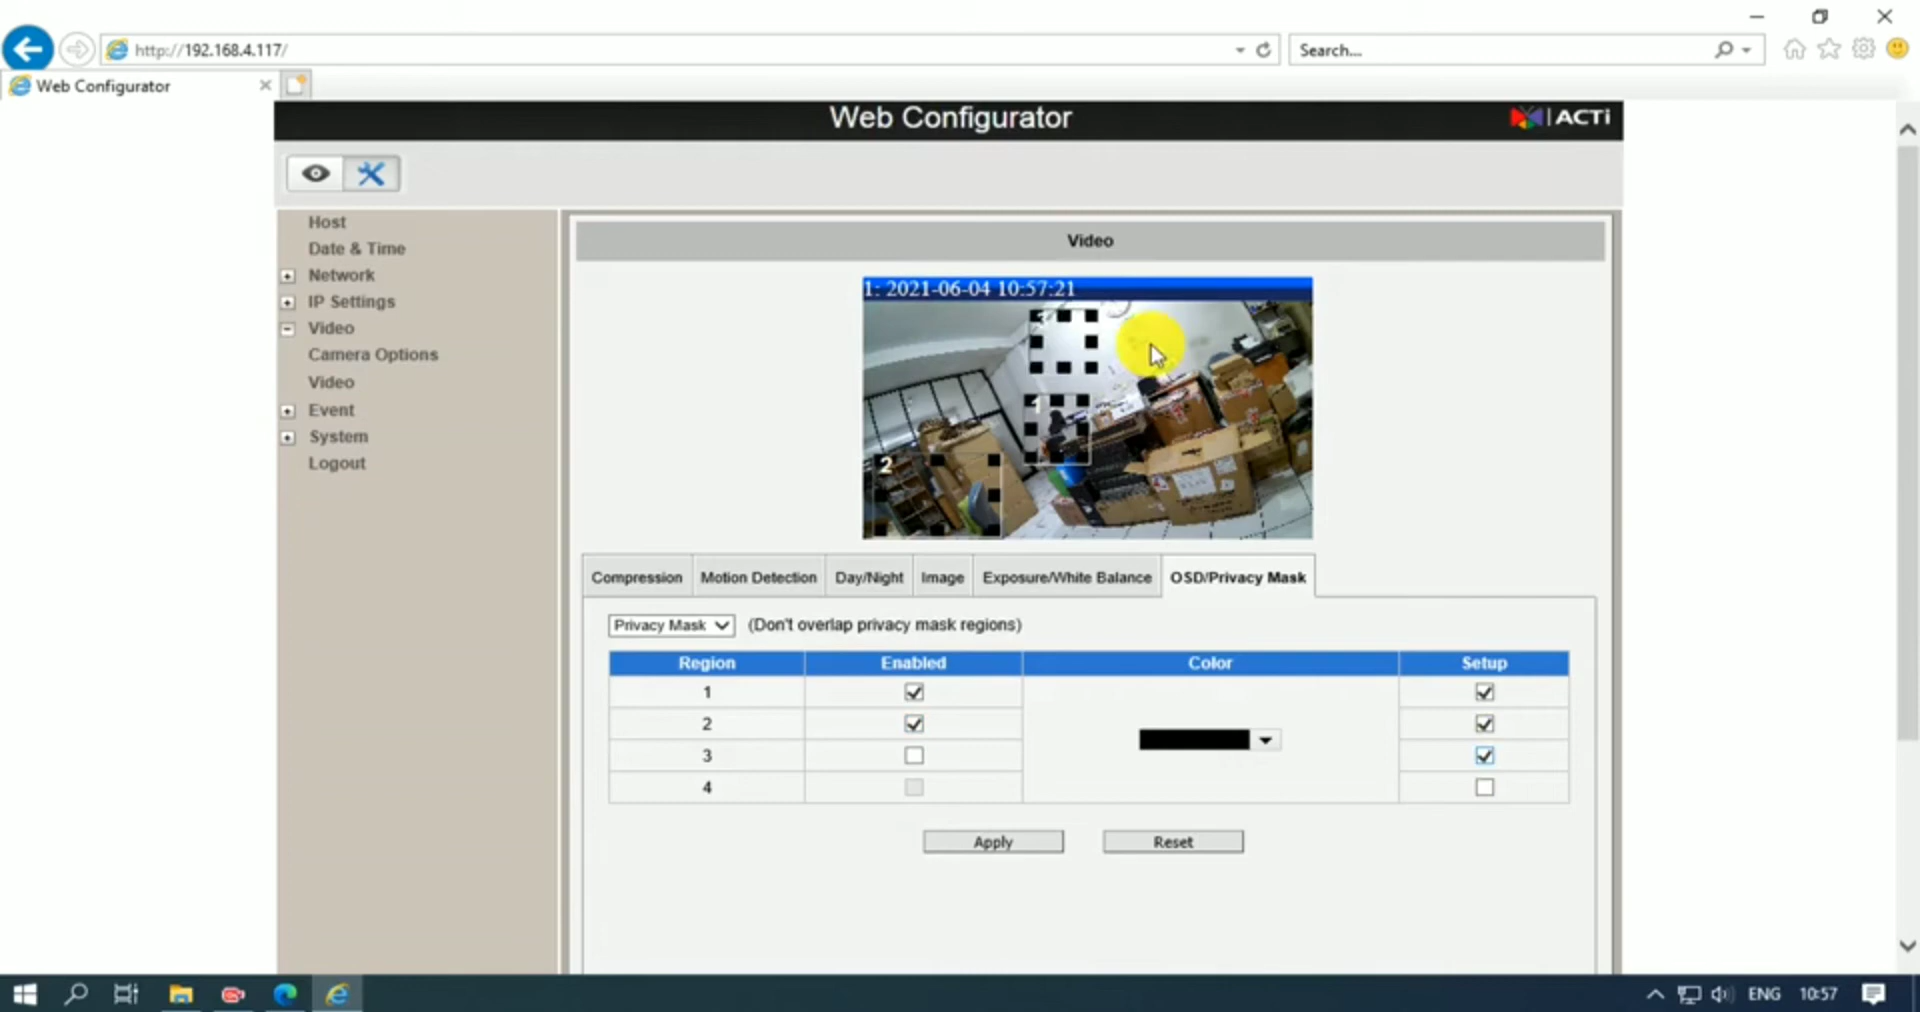 http://192.168.4.117/
Search...
Web Configurator
Web Configurator
ACTi
Host
Date & Time
Network
IP Settings
Video
Camera Options
Video
Event
System
Logout
Video
1: 2021-06-04 10:57:21
1
2
Compression
Motion Detection
Day/Night
Image
Exposure/White Balance
OSD/Privacy Mask
Privacy Mask (Don't overlap privacy mask regions)
Region Enabled Color Setup
1
2
3
4
Apply Reset
ENG 10:57